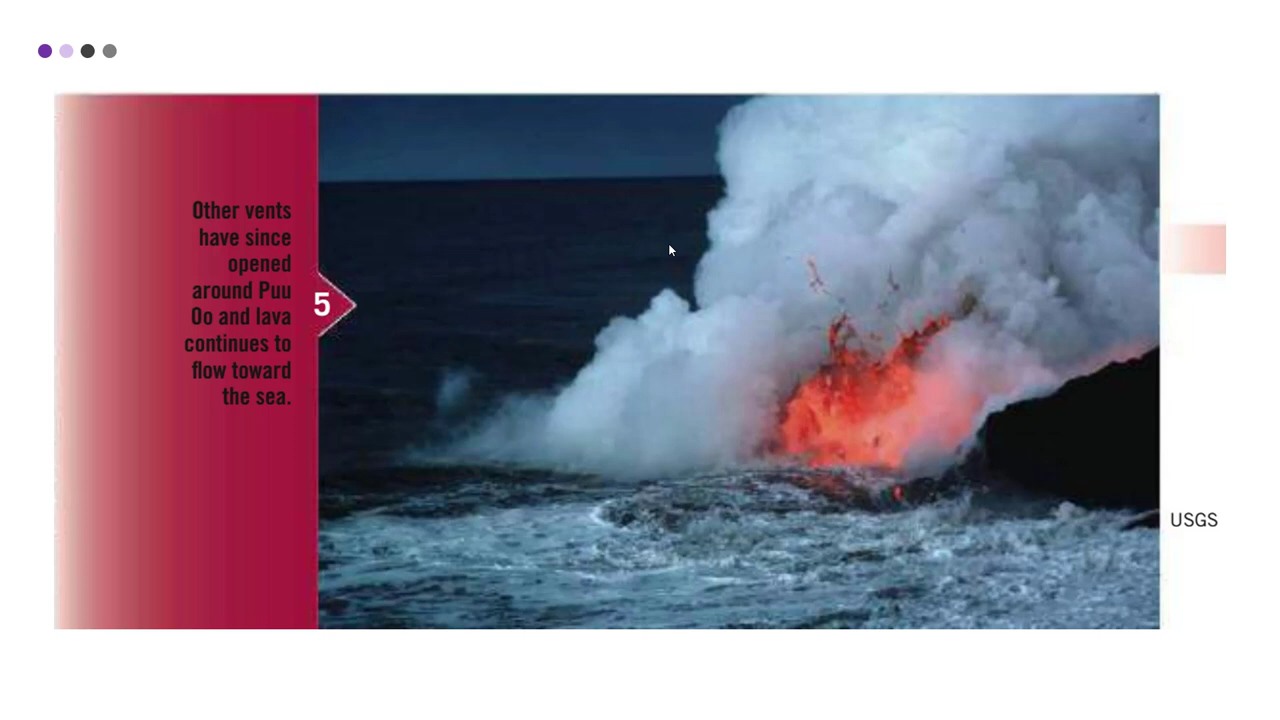 Other vents
have since
opened
around Puu
Oo and lava
continues to
flow toward
the sea.
5
USGS